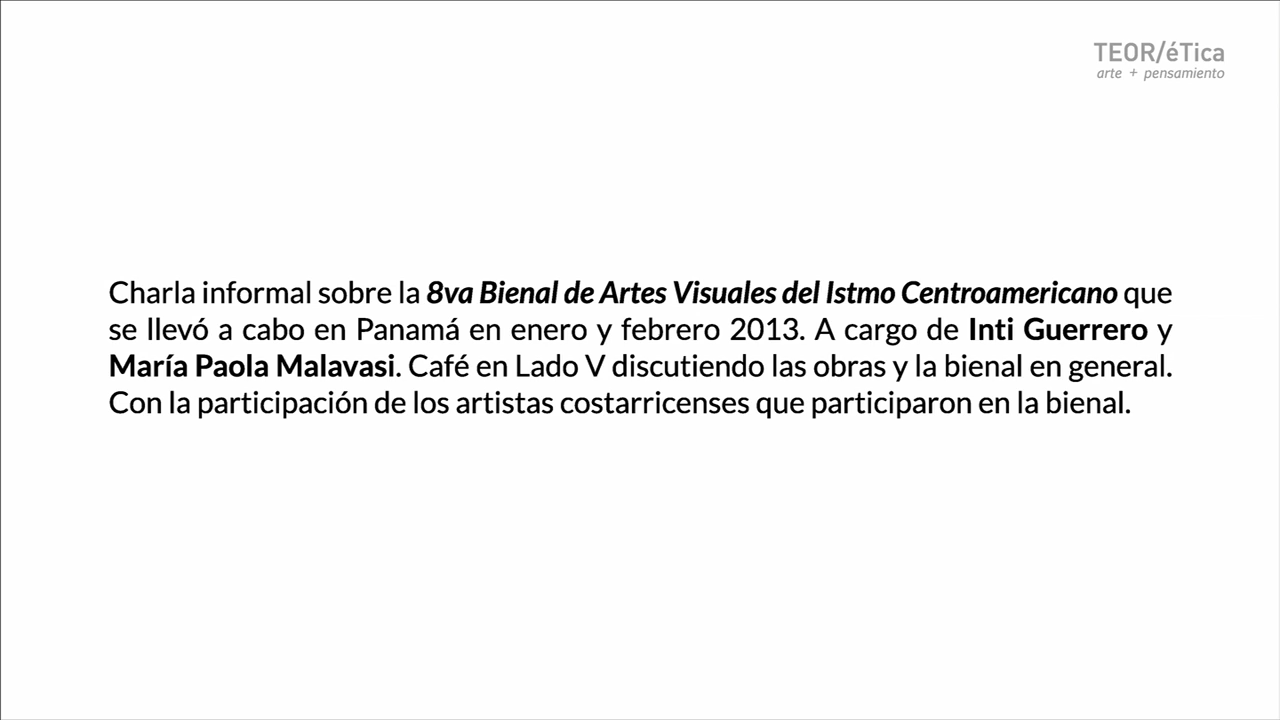 TEOR/éTica
arte + pensamiento
Charla informal sobre la 8va Bienal de Artes Visuales del Istmo Centroamericano que
se llevó a cabo en Panamá en enero y febrero 2013. A cargo de Inti Guerrero y
María Paola Malavasi. Café en Lado V discutiendo las obras y la bienal en general.
Con la participación de los artistas costarricenses que participaron en la bienal.